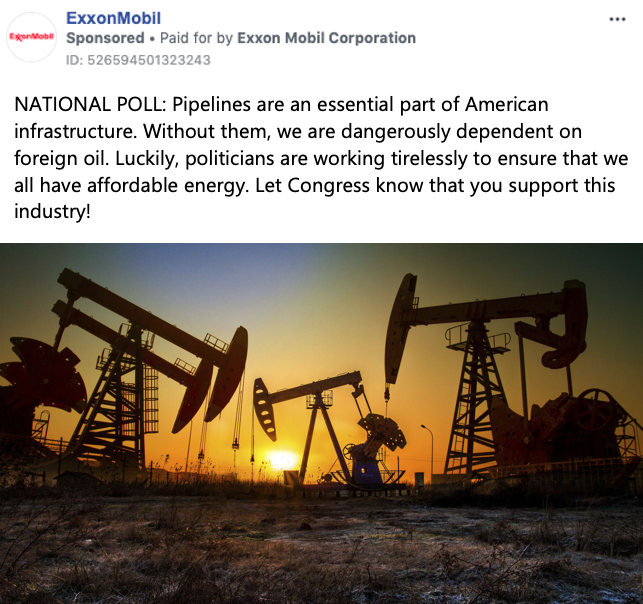 ExxonMobil
ExxonMobil
Sponsored • Paid for by Exxon Mobil Corporation
ID: 526594501323243
NATIONAL POLL: Pipelines are an essential part of American
infrastructure. Without them, we are dangerously dependent on
foreign oil. Luckily, politicians are working tirelessly to ensure that we
all have affordable energy. Let Congress know that you support this
industry!